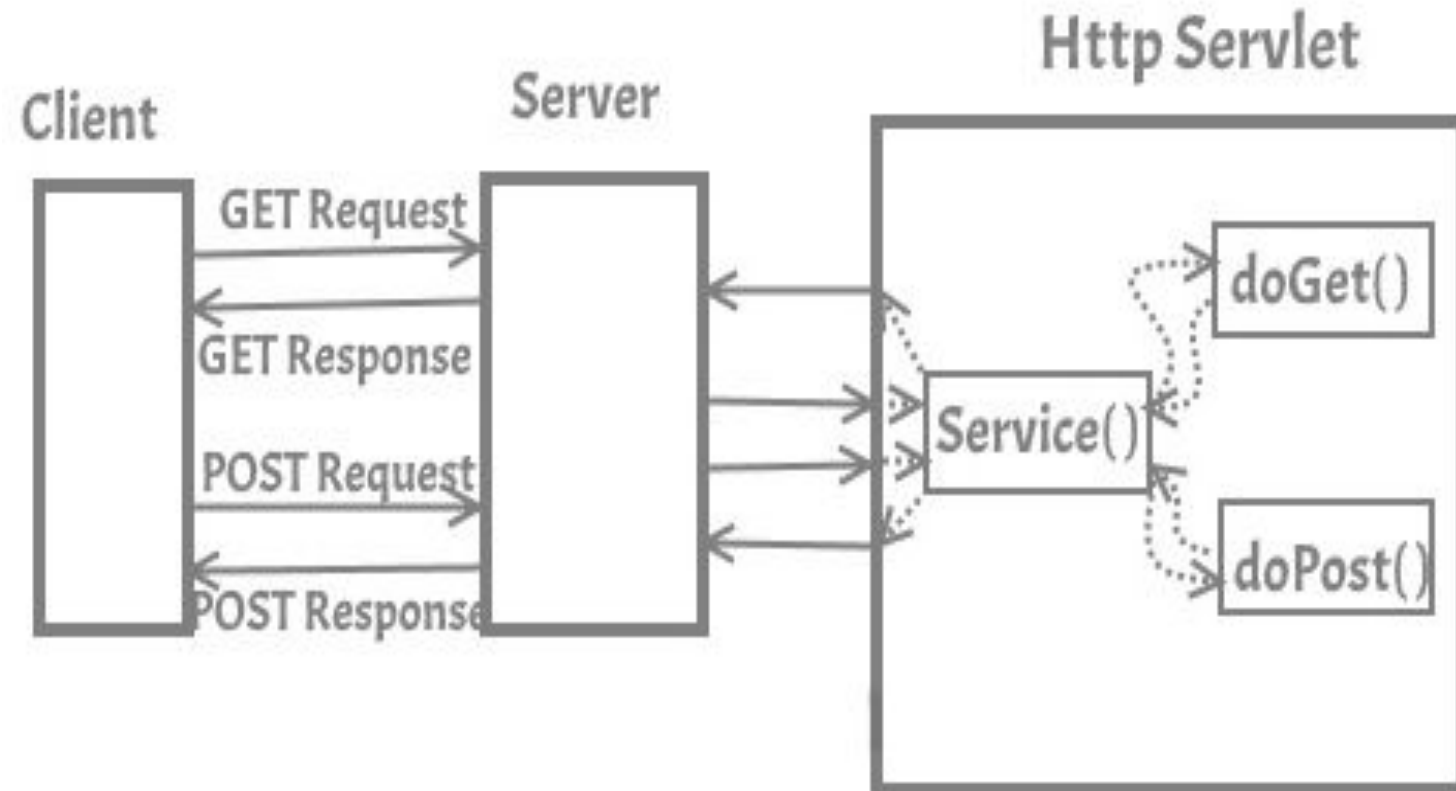 Http Servlet
Client
Server
GET Request
GET Response
POST Request
POST Response
Service()
doGet()
doPost()